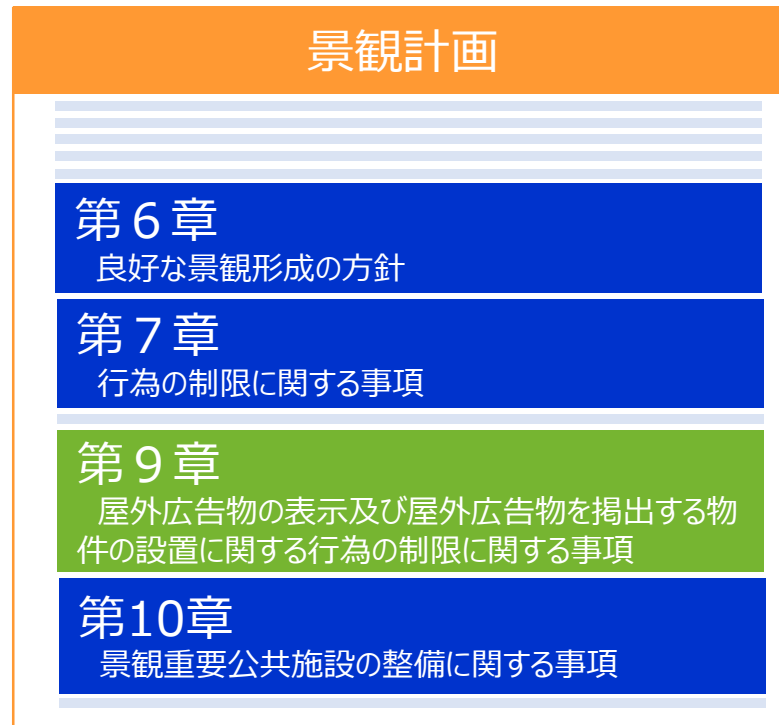 景観計画
第６章
良好な景観形成の方針
第７章
行為の制限に関する事項
第９章
屋外広告物の表示及び屋外広告物を掲出する物
件の設置に関する行為の制限に関する事項
第10章
景観重要公共施設の整備に関する事項